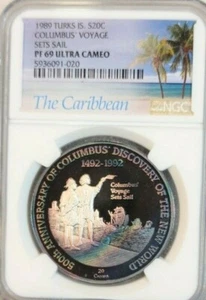 1989 TURKS IS. S20C
COLUMBUS' VOYAGE
SETS SAIL
PF 69 ULTRA CAMEO
5936091-020
The Caribbean
NGC
500th ANNIVERSARY OF COLUMBUS' DISCOVERY OF THE NEW WORLD
1492-1992
Columbus'
Voyage
Sets Sail
20
Crowns